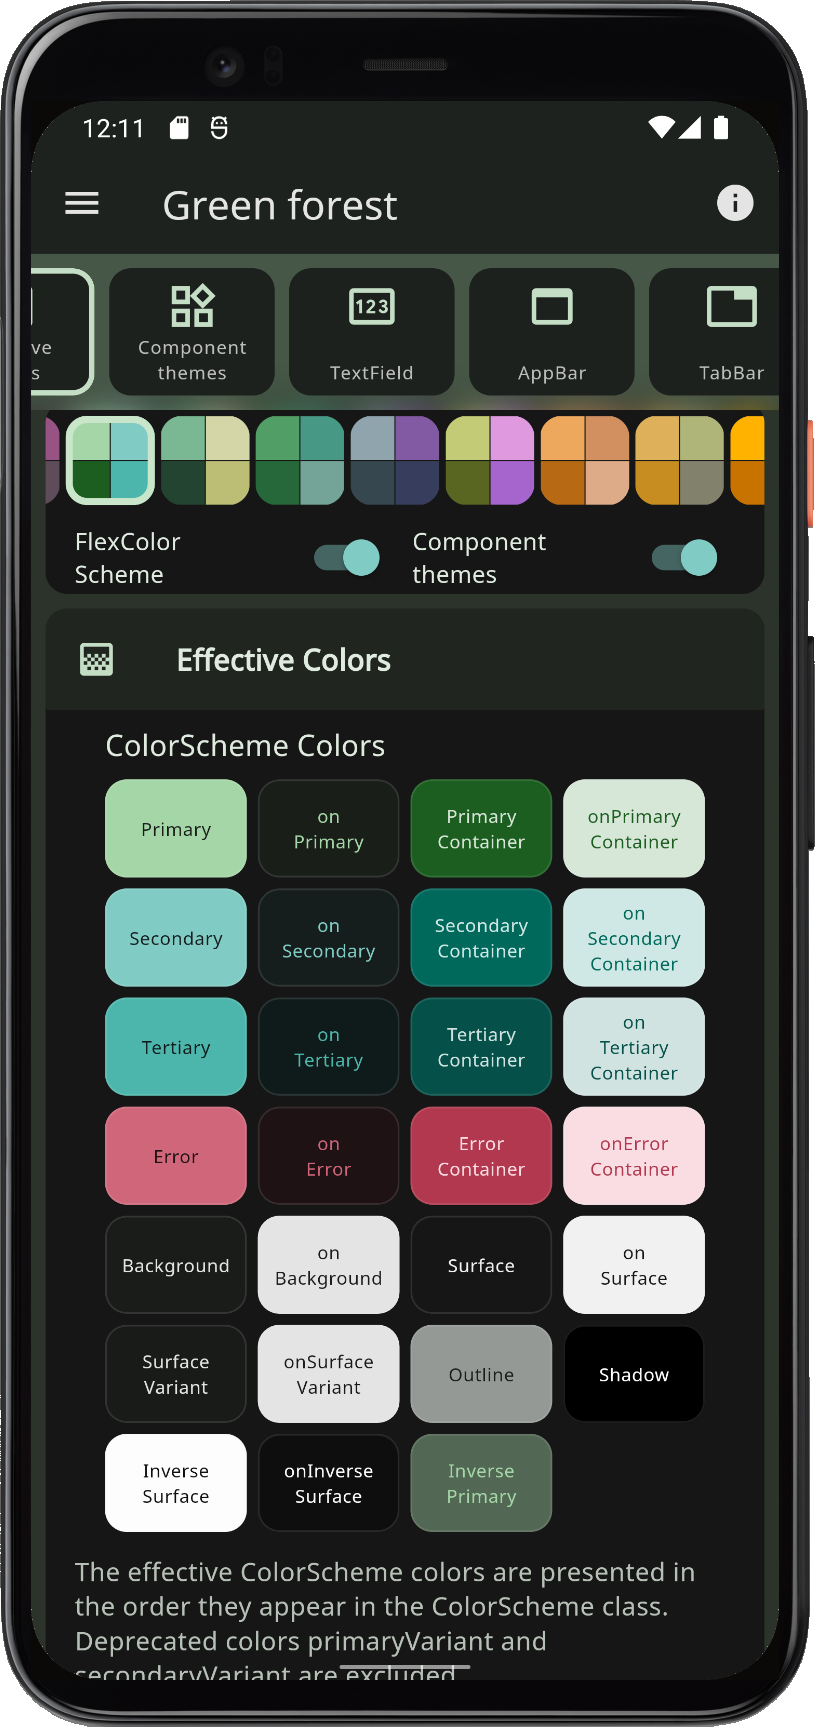 12:11
Green forest
ve
s
Component
themes
123
TextField
AppBar
TabBar
FlexColor
Scheme
Component
themes
Effective Colors
ColorScheme Colors
Primary
on
Primary
Primary
Container
onPrimary
Container
Secondary
on
Secondary
Secondary
Container
on
Secondary
Container
Tertiary
on
Tertiary
Tertiary
Container
on
Tertiary
Container
Error
on
Error
Error
Container
onError
Container
Background
on
Background
Surface
on
Surface
Surface
Variant
onSurface
Variant
Outline
Shadow
Inverse
Surface
onInverse
Surface
Inverse
Primary
The effective ColorScheme colors are presented in
the order they appear in the ColorScheme class.
Deprecated colors primaryVariant and
secondaryVariant are excluded